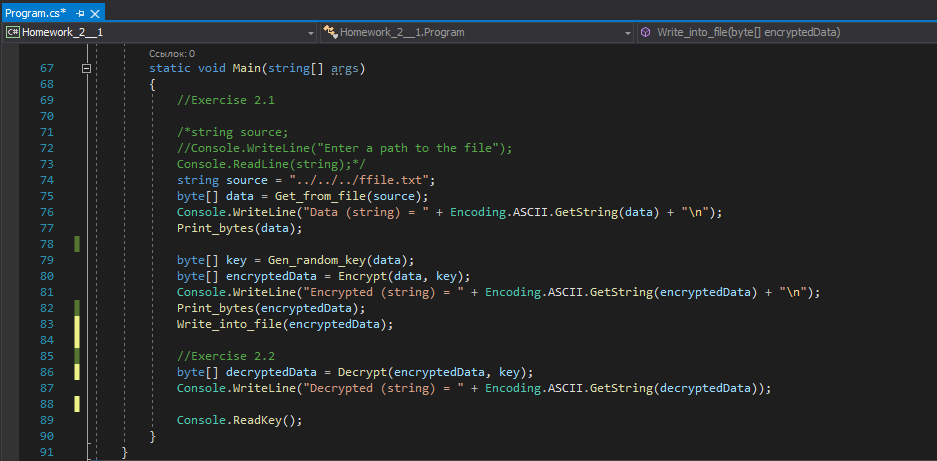 Program.cs*
C# Homework_2__1 Homework_2__1.Program Write_into_file(byte[] encryptedData)
Ссылок: 0
67 static void Main(string[] args)
68 {
69 //Exercise 2.1
70
71 /*string source;
72 //Console.WriteLine("Enter a path to the file");
73 Console.ReadLine(string);*/
74 string source = "../../../ffile.txt";
75 byte[] data = Get_from_file(source);
76 Console.WriteLine("Data (string) = " + Encoding.ASCII.GetString(data) + "\n");
77 Print_bytes(data);
78
79 byte[] key = Gen_random_key(data);
80 byte[] encryptedData = Encrypt(data, key);
81 Console.WriteLine("Encrypted (string) = " + Encoding.ASCII.GetString(encryptedData) + "\n");
82 Print_bytes(encryptedData);
83 Write_into_file(encryptedData);
84
85 //Exercise 2.2
86 byte[] decryptedData = Decrypt(encryptedData, key);
87 Console.WriteLine("Decrypted (string) = " + Encoding.ASCII.GetString(decryptedData));
88
89 Console.ReadKey();
90 }
91 }